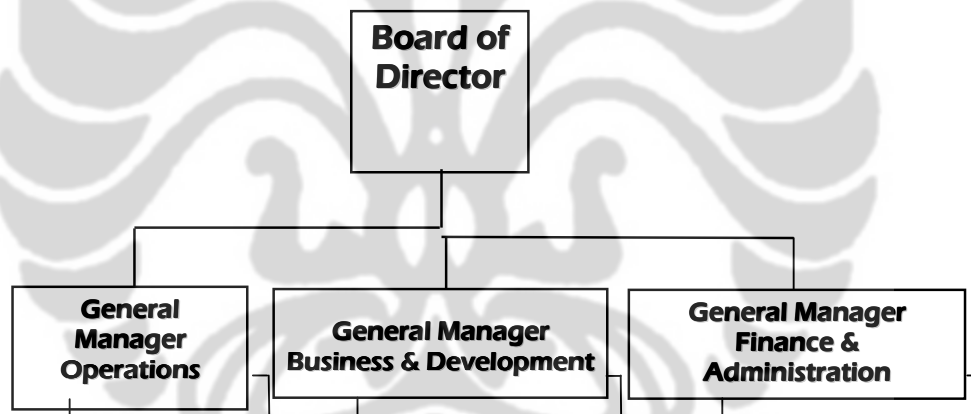 Board of
Director
General
Manager
Operations
General Manager
Business & Development
General Manager
Finance &
Administration